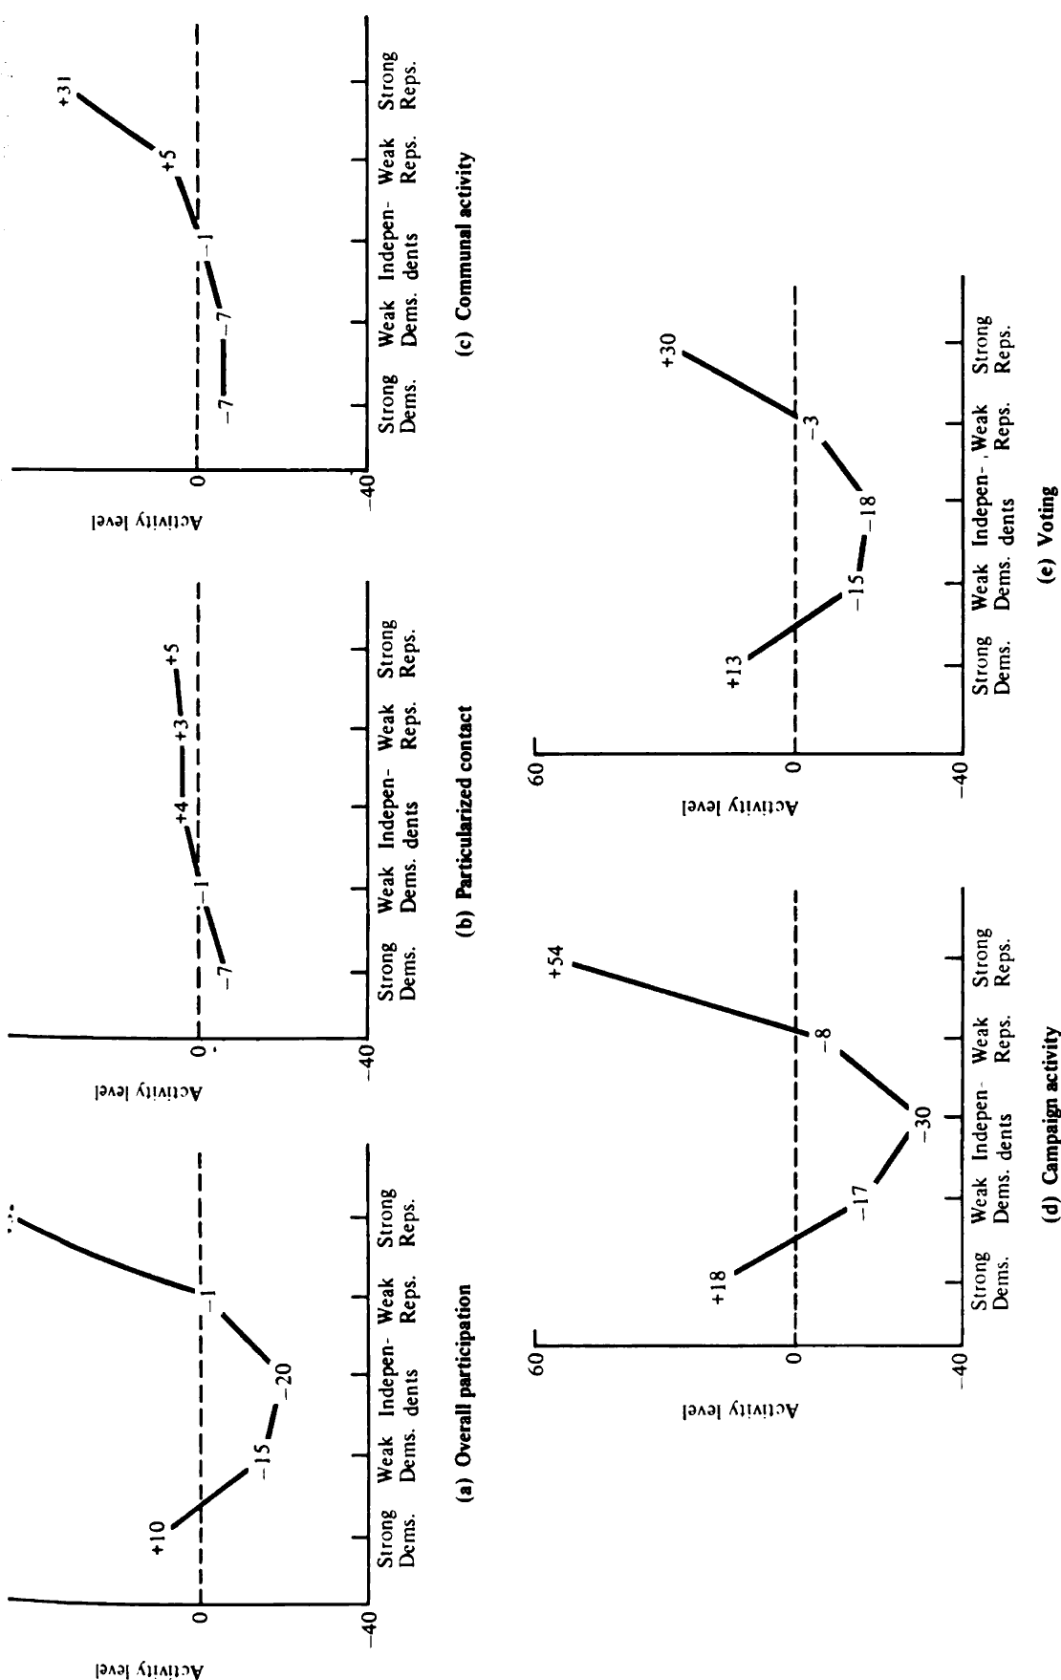 Activity level
0
-40
+10
-15
-20
-1
Strong Weak Indepen- Weak Strong
Dems. Dems. dents Reps. Reps.
(a) Overall participation
Activity level
0
-40
-7
-1
+4
+3
+5
Strong Weak Indepen- Weak Strong
Dems. Dems. dents Reps. Reps.
(b) Particularized contact
Activity level
0
-40
-7
-7
-1
+5
+31
Strong Weak Indepen- Weak Strong
Dems. Dems. dents Reps. Reps.
(c) Communal activity
60
Activity level
0
-40
+18
-17
-30
-8
+54
Strong Weak Indepen- Weak Strong
Dems. Dems. dents Reps. Reps.
(d) Campaign activity
60
Activity level
0
-40
+13
-15
-18
-3
+30
Strong Weak Indepen- Weak Strong
Dems. Dems. dents Reps. Reps.
(e) Voting